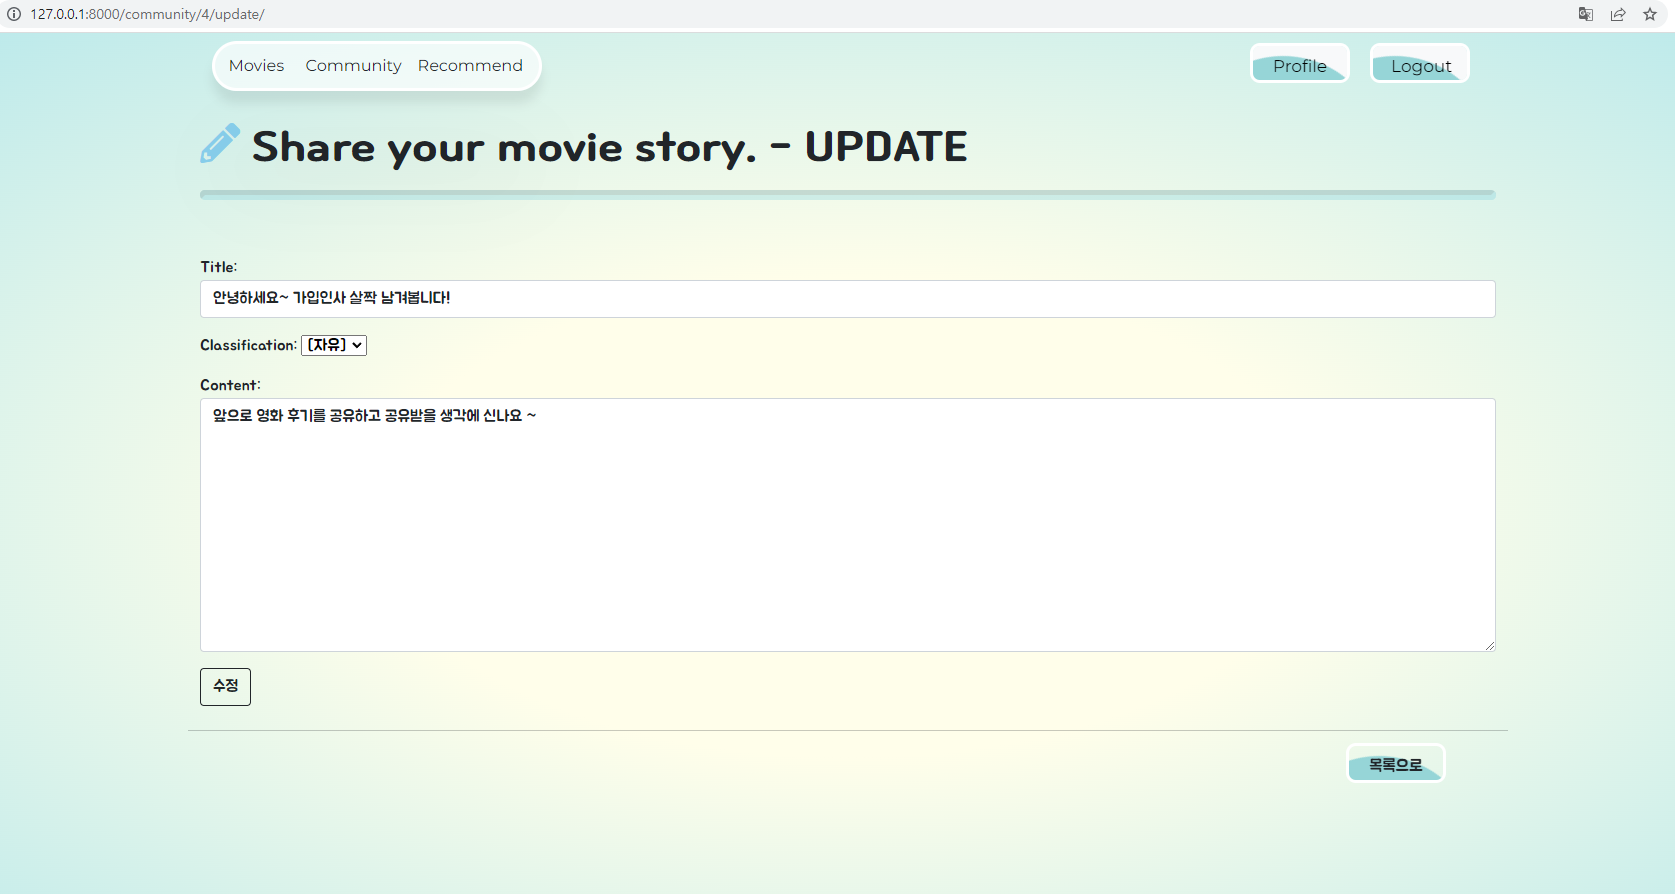 127.0.0.1:8000/community/4/update/
Movies Community Recommend Profile Logout
Share your movie story. - UPDATE
Title:
안녕하세요~ 가입인사 살짝 남겨봅니다!
Classification: [자유]
Content:
앞으로 영화 후기를 공유하고 공유받을 생각에 신나요 ~
수정
목록으로